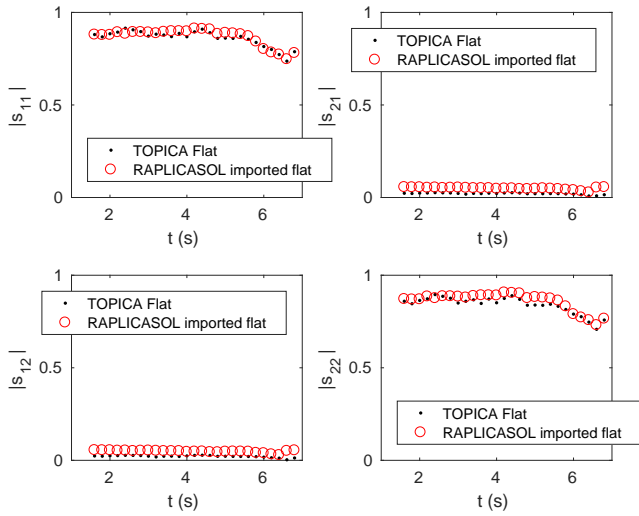 1
TOPICA Flat
RAPLICASOL imported flat
|s11|
0.5
0
2 4 6
t (s)
1
TOPICA Flat
RAPLICASOL imported flat
|s21|
0.5
0
2 4 6
t (s)
1
TOPICA Flat
RAPLICASOL imported flat
|s12|
0.5
0
2 4 6
t (s)
1
|s22|
0.5
TOPICA Flat
RAPLICASOL imported flat
0
2 4 6
t (s)